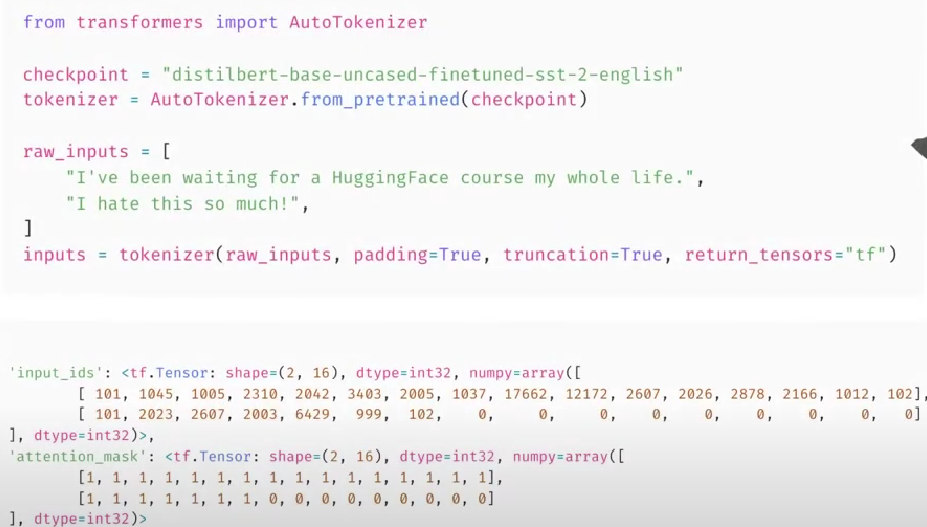 from transformers import AutoTokenizer
checkpoint = "distilbert-base-uncased-finetuned-sst-2-english"
tokenizer = AutoTokenizer.from_pretrained(checkpoint)
raw_inputs = [
    "I've been waiting for a HuggingFace course my whole life.",
    "I hate this so much!",
]
inputs = tokenizer(raw_inputs, padding=True, truncation=True, return_tensors="tf")
'input_ids': <tf.Tensor: shape=(2, 16), dtype=int32, numpy=array([
[ 101, 1045, 1005, 2310, 2042, 3403, 2005, 1037, 17662, 12172, 2607, 2026, 2878, 2166, 1012, 102],
[ 101, 2023, 2607, 2003, 6429, 999, 102, 0, 0, 0, 0, 0, 0, 0, 0, 0]
], dtype=int32)>,
'attention_mask': <tf.Tensor: shape=(2, 16), dtype=int32, numpy=array([
[1, 1, 1, 1, 1, 1, 1, 1, 1, 1, 1, 1, 1, 1, 1, 1],
[1, 1, 1, 1, 1, 1, 1, 0, 0, 0, 0, 0, 0, 0, 0, 0]
], dtype=int32)>